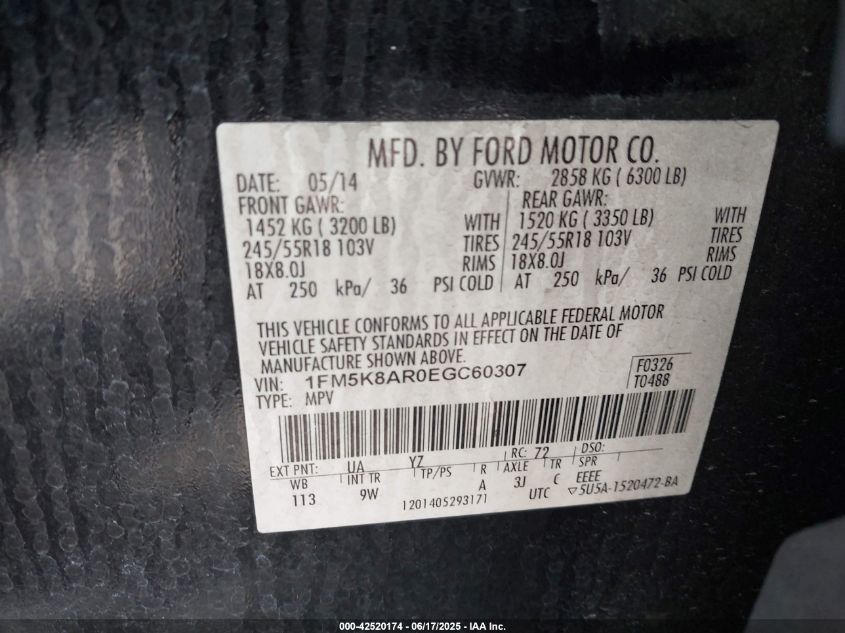 MFD. BY FORD MOTOR CO.
DATE: 05/14 GVWR: 2858 KG ( 6300 LB)
FRONT GAWR: REAR GAWR:
1452 KG ( 3200 LB) WITH 1520 KG ( 3350 LB) WITH
245/55R18 103V TIRES 245/55R18 103V TIRES
18X8.0J RIMS 18X8.0J RIMS
AT 250 kPa/ 36 PSI COLD AT 250 kPa/ 36 PSI COLD
THIS VEHICLE CONFORMS TO ALL APPLICABLE FEDERAL MOTOR
VEHICLE SAFETY STANDARDS IN EFFECT ON THE DATE OF
MANUFACTURE SHOWN ABOVE.
VIN: 1FM5K8AR0EGC60307 F0326
TYPE: MPV T0488
EXT PNT: UA YZ RC: 72 DSO:
WB INT TR TP/PS R AXLE TR SPR
113 9W A 3J C EEEE
1201405293171 UTC ▽5U5A-1520472-BA
000-42520174 - 06/17/2025 - IAA Inc.